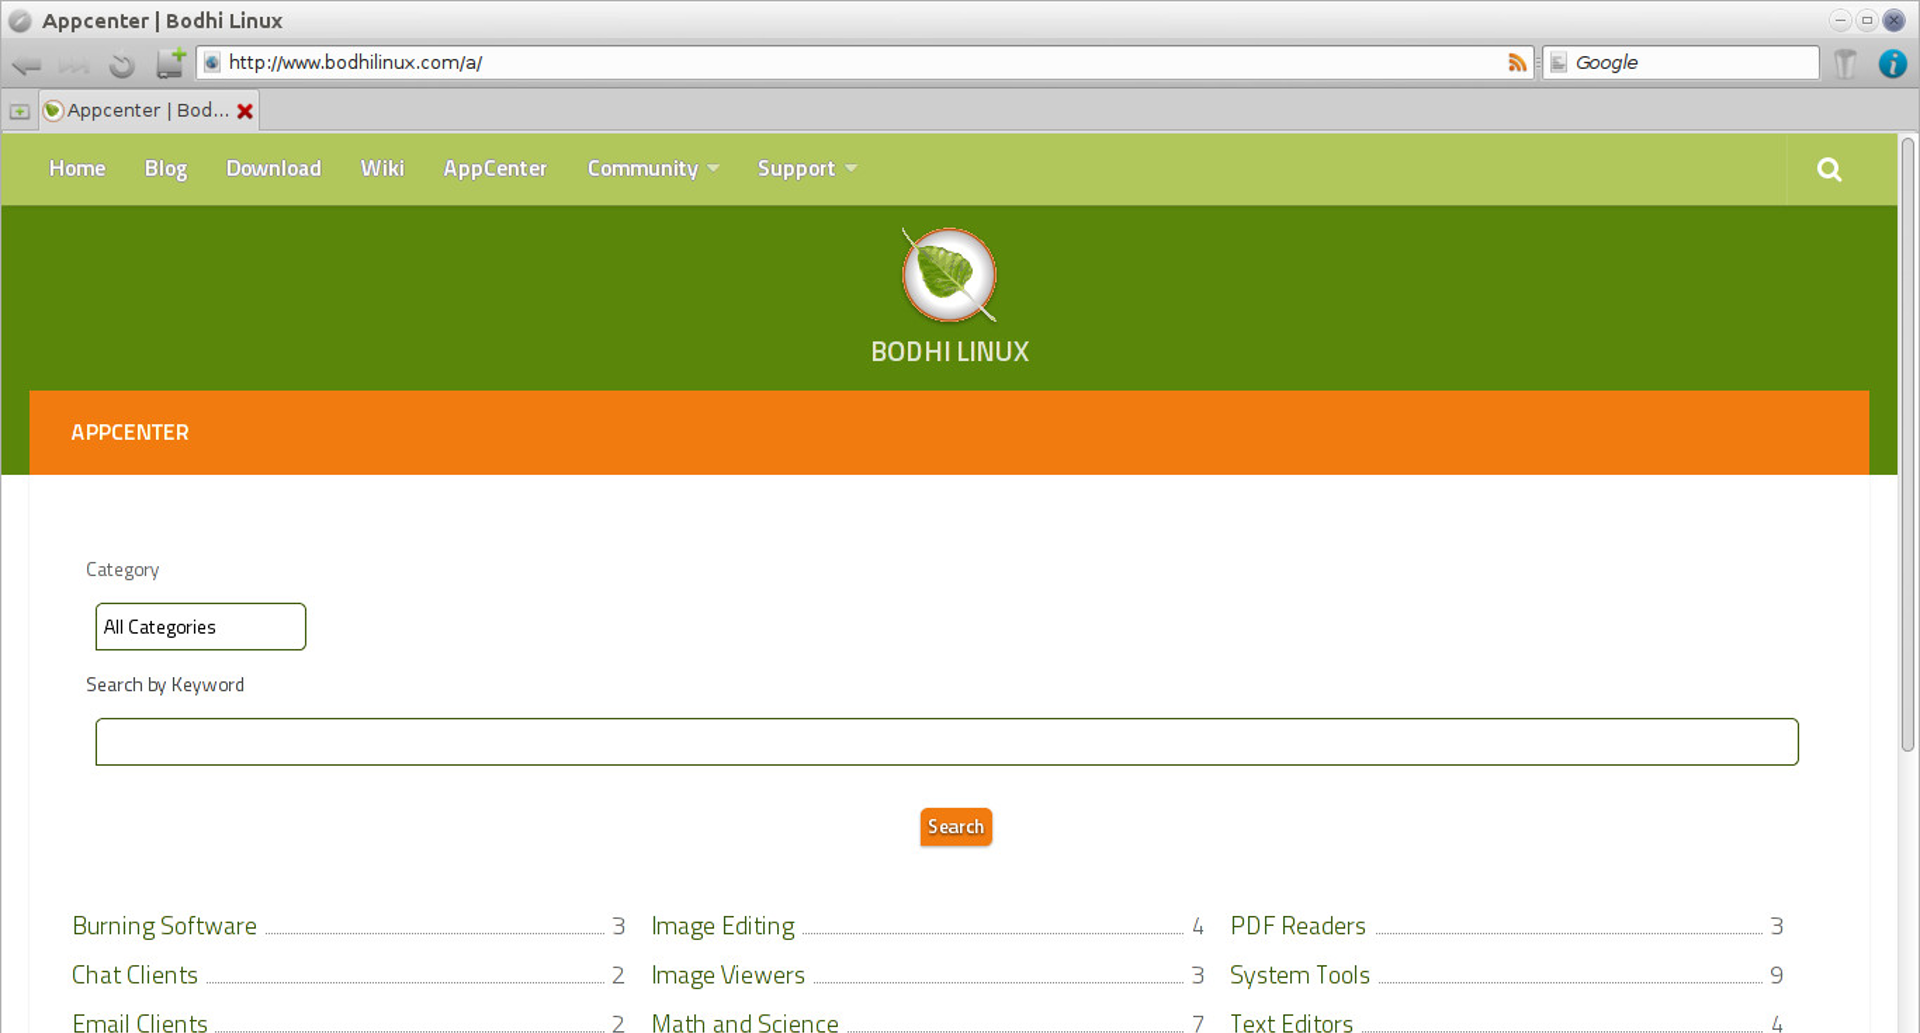 Appcenter | Bodhi Linux
http://www.bodhilinux.com/a/
Google
Appcenter | Bod...
Home Blog Download Wiki AppCenter Community Support
BODHI LINUX
APPCENTER
Category
All Categories
Search by Keyword
Search
Burning Software 3 Image Editing 4 PDF Readers 3
Chat Clients 2 Image Viewers 3 System Tools 9
Email Clients 2 Math and Science 7 Text Editors 4